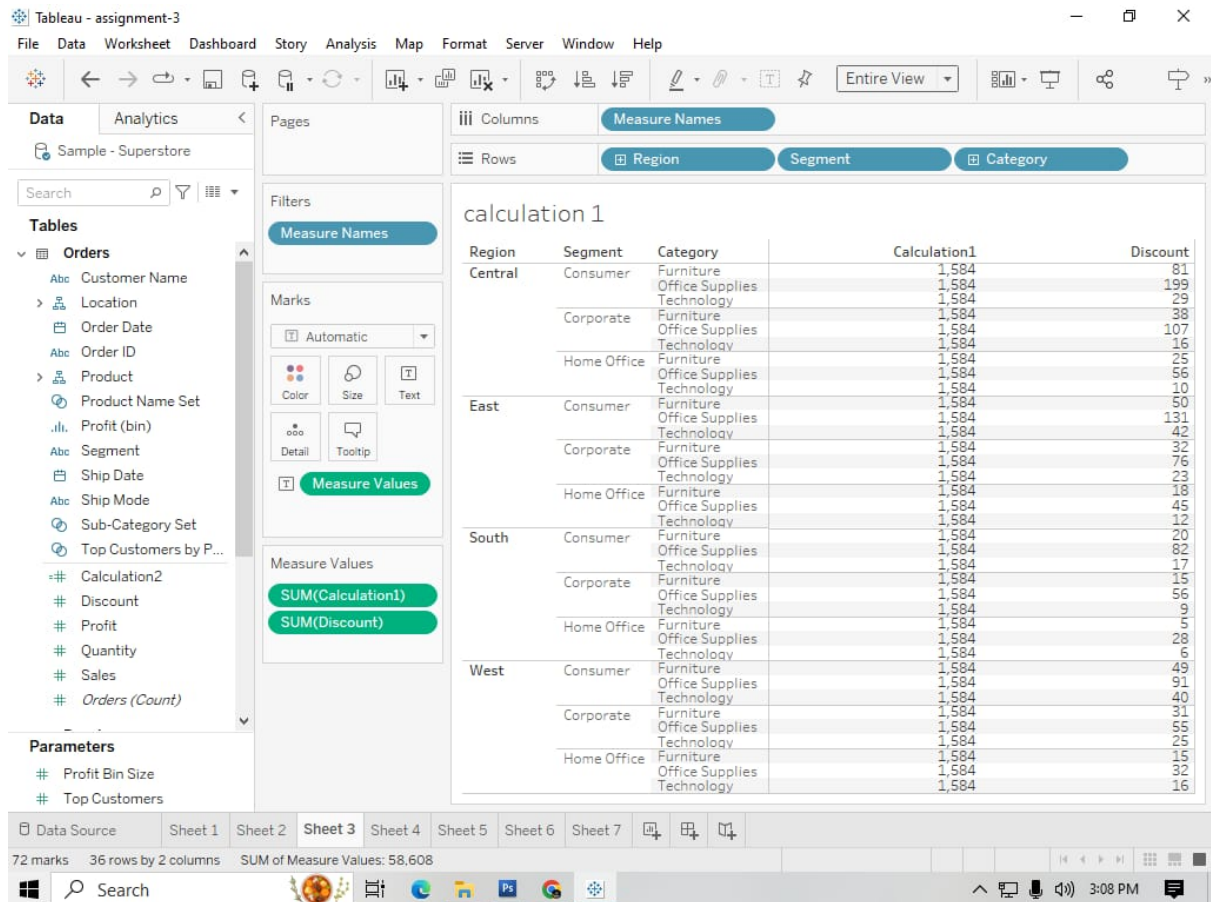 Tableau - assignment-3
File Data Worksheet Dashboard Story Analysis Map Format Server Window Help
Entire View
Data Analytics
Sample - Superstore
Search
Tables
Orders
Abc Customer Name
Location
Order Date
Abc Order ID
Product
Product Name Set
Profit (bin)
Abc Segment
Ship Date
Abc Ship Mode
Sub-Category Set
Top Customers by P...
=# Calculation2
# Discount
# Profit
# Quantity
# Sales
# Orders (Count)
Parameters
# Profit Bin Size
# Top Customers
Pages
Filters
Measure Names
Marks
T Automatic
Color Size T Text
Detail Tooltip
T Measure Values
Measure Values
SUM(Calculation1)
SUM(Discount)
Columns Measure Names
Rows Region Segment Category
calculation 1
Region Segment Category Calculation1 Discount
Central Consumer Furniture 1,584 81
Office Supplies 1,584 199
Technology 1,584 29
Corporate Furniture 1,584 38
Office Supplies 1,584 107
Technology 1,584 16
Home Office Furniture 1,584 25
Office Supplies 1,584 56
Technology 1,584 10
East Consumer Furniture 1,584 50
Office Supplies 1,584 131
Technology 1,584 42
Corporate Furniture 1,584 32
Office Supplies 1,584 76
Technology 1,584 23
Home Office Furniture 1,584 18
Office Supplies 1,584 45
Technology 1,584 12
South Consumer Furniture 1,584 20
Office Supplies 1,584 82
Technology 1,584 17
Corporate Furniture 1,584 15
Office Supplies 1,584 56
Technology 1,584 9
Home Office Furniture 1,584 5
Office Supplies 1,584 28
Technology 1,584 6
West Consumer Furniture 1,584 49
Office Supplies 1,584 91
Technology 1,584 40
Corporate Furniture 1,584 31
Office Supplies 1,584 55
Technology 1,584 25
Home Office Furniture 1,584 15
Office Supplies 1,584 32
Technology 1,584 16
Data Source Sheet 1 Sheet 2 Sheet 3 Sheet 4 Sheet 5 Sheet 6 Sheet 7
72 marks 36 rows by 2 columns SUM of Measure Values: 58,608
Search Ps 3:08 PM